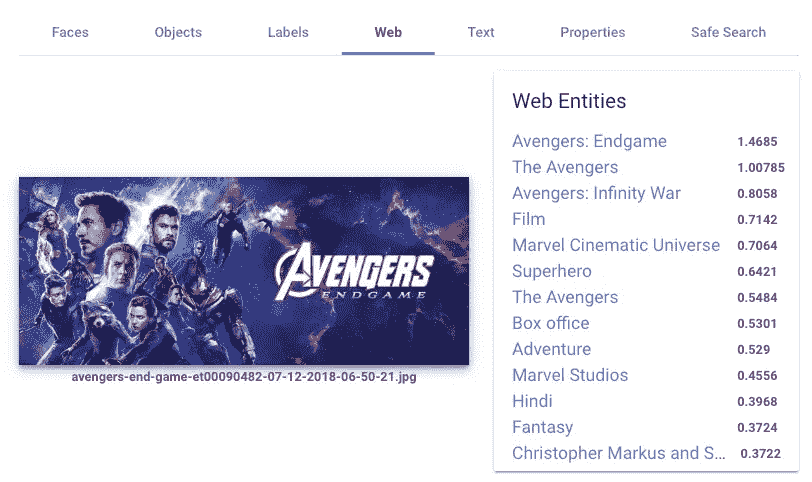 Faces Objects Labels Web Text Properties Safe Search
Web Entities
Avengers: Endgame 1.4685
The Avengers 1.00785
Avengers: Infinity War 0.8058
Film 0.7142
Marvel Cinematic Universe 0.7064
Superhero 0.6421
The Avengers 0.5484
Box office 0.5301
Adventure 0.529
Marvel Studios 0.4556
Hindi 0.3968
Fantasy 0.3724
Christopher Markus and S... 0.3722
AVENGERS
ENDGAME
avengers-end-game-et00090482-07-12-2018-06-50-21.jpg